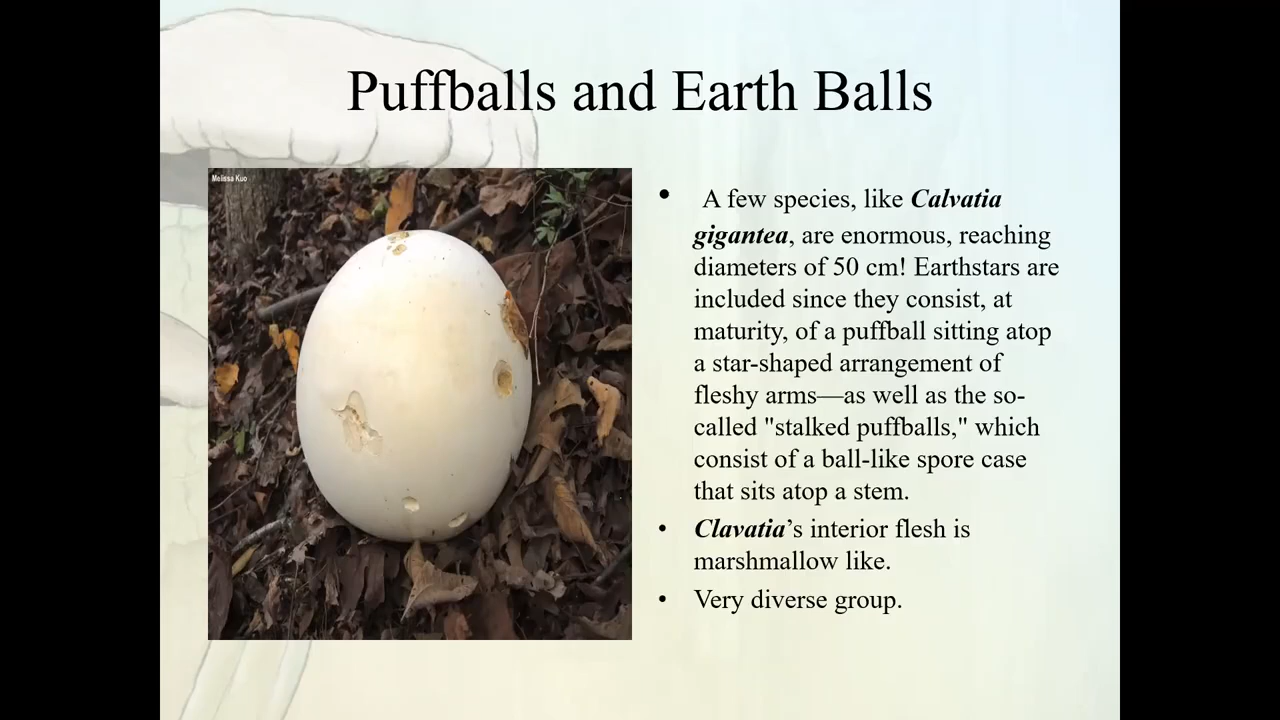 Puffballs and Earth Balls
Melissa Kuo
• A few species, like Calvatia
gigantea, are enormous, reaching
diameters of 50 cm! Earthstars are
included since they consist, at
maturity, of a puffball sitting atop
a star-shaped arrangement of
fleshy arms—as well as the so-
called "stalked puffballs," which
consist of a ball-like spore case
that sits atop a stem.
• Clavatia’s interior flesh is
marshmallow like.
• Very diverse group.